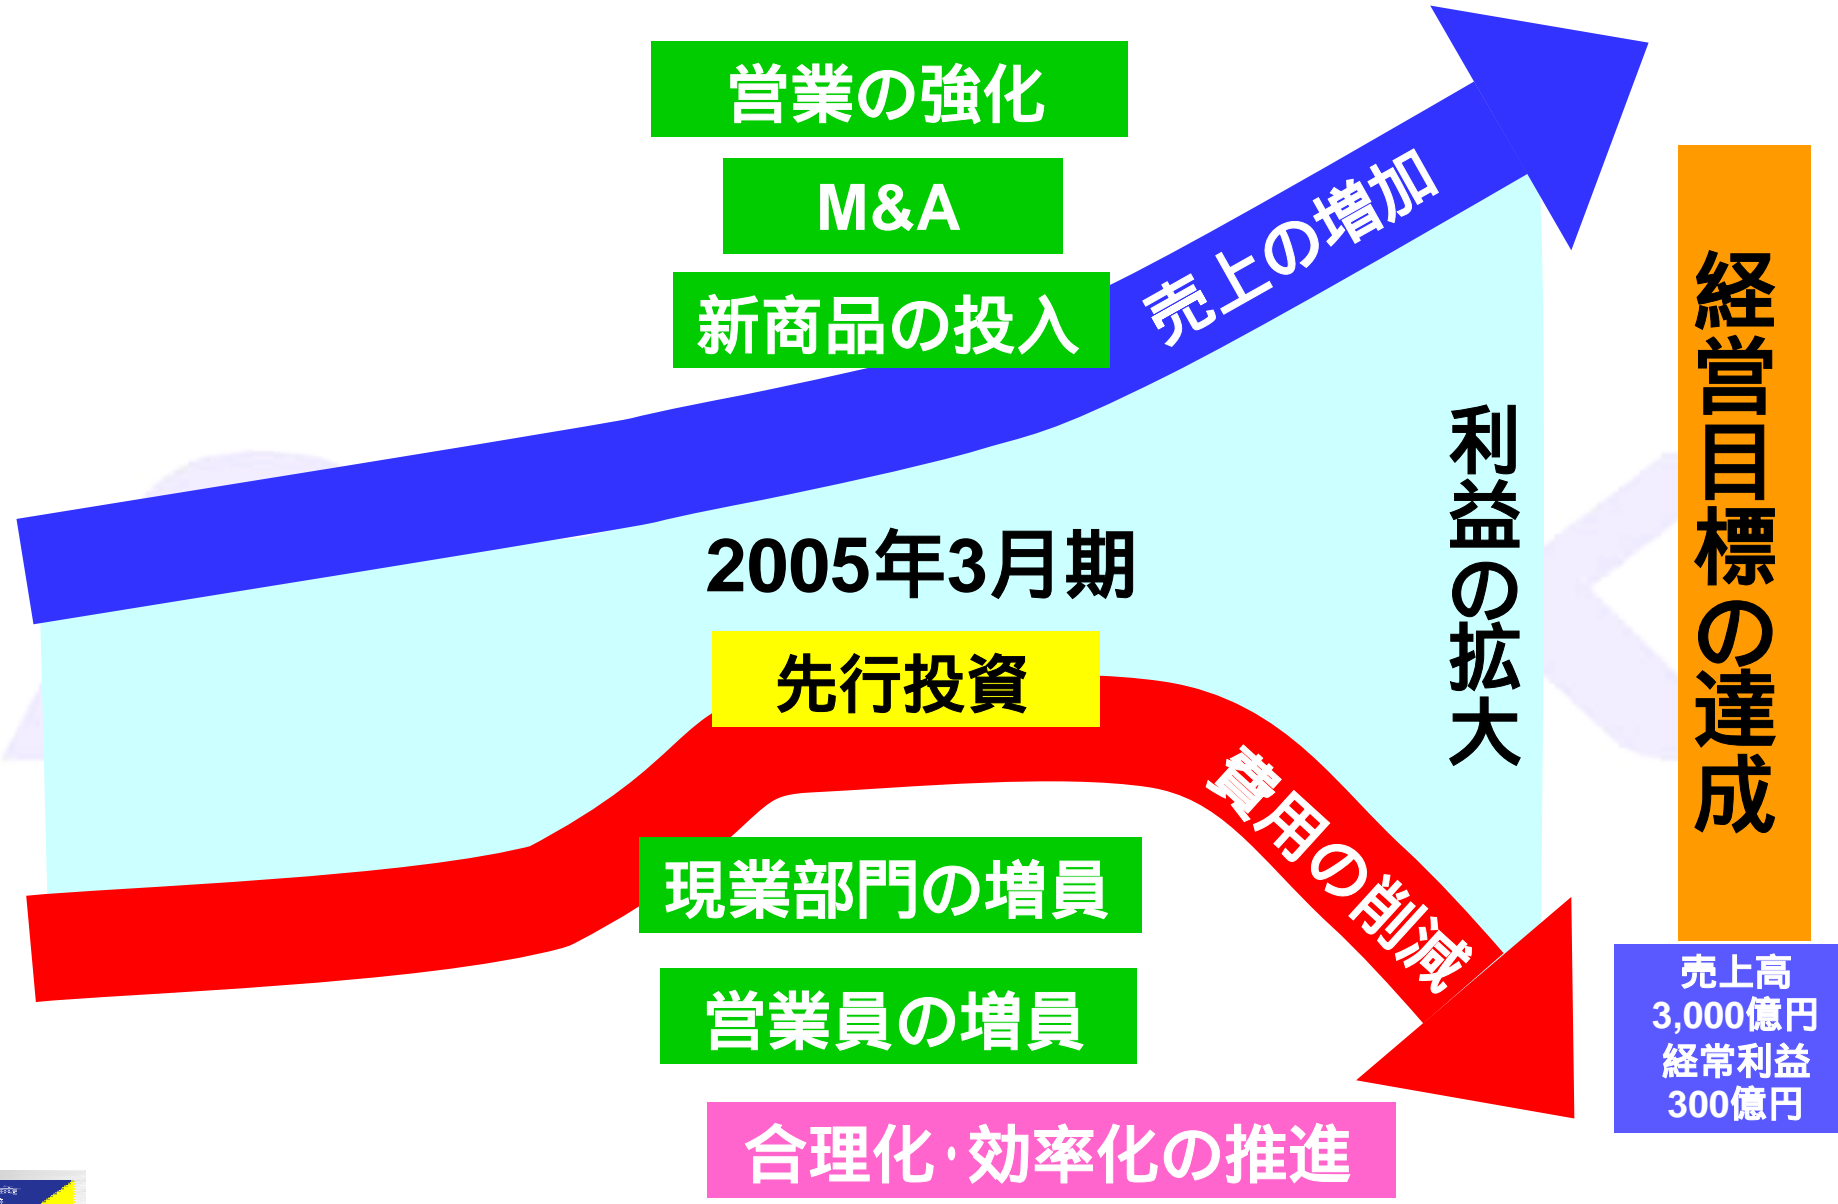 営業の強化
M&A
新商品の投入
売上の増加
2005年3月期
先行投資
利益の拡大
経営目標の達成
費用の削減
現業部門の増員
営業員の増員
合理化･効率化の推進
売上高
3,000億円
経常利益
300億円